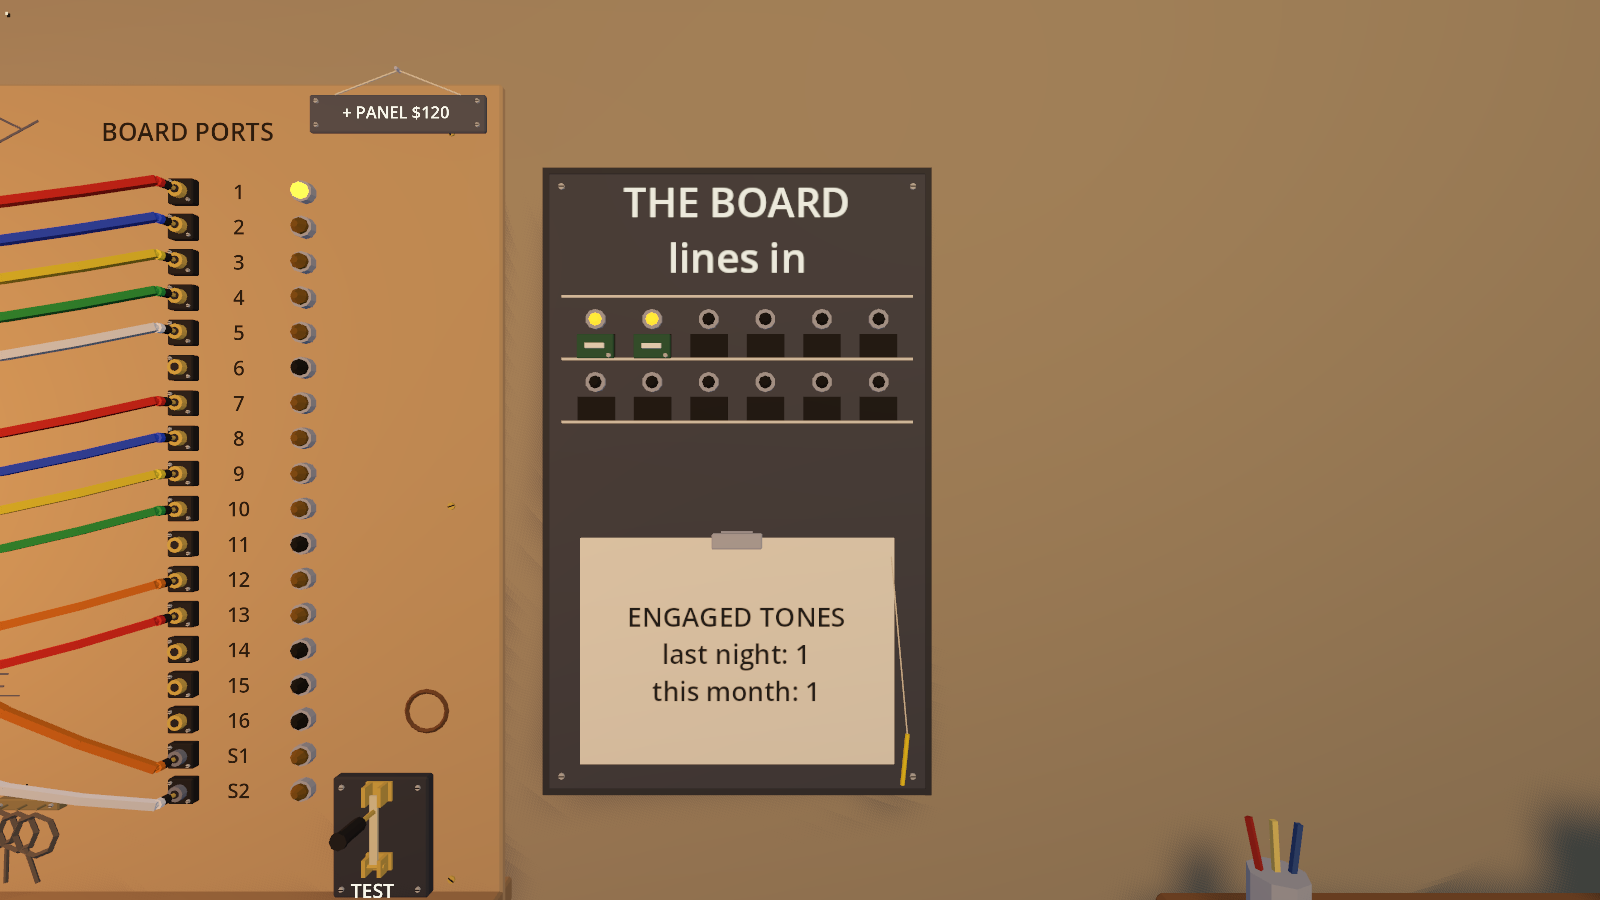 + PANEL $120
BOARD PORTS
1
2
3
4
5
6
7
8
9
10
11
12
13
14
15
16
S1
S2
TEST
THE BOARD
lines in
ENGAGED TONES
last night: 1
this month: 1